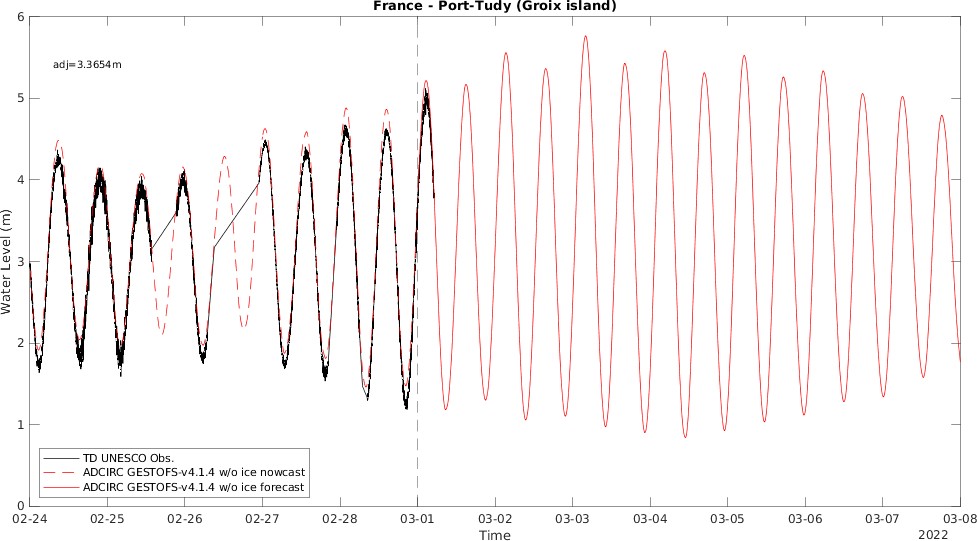 France - Port-Tudy (Groix island)
6
5
4
3
2
1
0
Water Level (m)
adj=3.3654m
TD UNESCO Obs.
ADCIRC GESTOFS-v4.1.4 w/o ice nowcast
ADCIRC GESTOFS-v4.1.4 w/o ice forecast
02-24 02-25 02-26 02-27 02-28 03-01 03-02 03-03 03-04 03-05 03-06 03-07 03-08
Time
2022